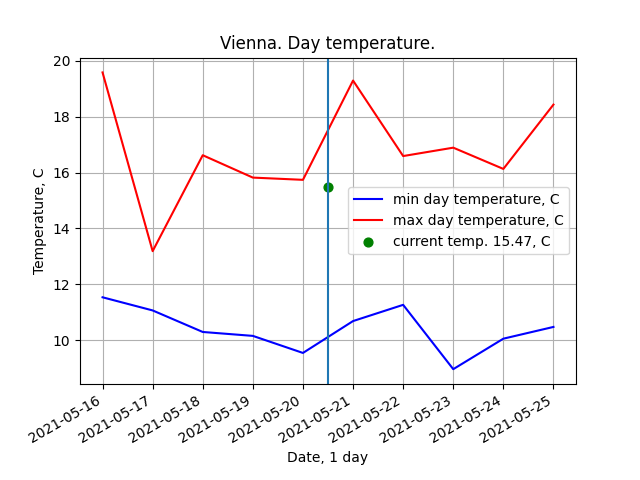 Vienna. Day temperature.
Temperature, C
20
18
16
14
12
10
min day temperature, C
max day temperature, C
current temp. 15.47, C
2021-05-16
2021-05-17
2021-05-18
2021-05-19
2021-05-20
2021-05-21
2021-05-22
2021-05-23
2021-05-24
2021-05-25
Date, 1 day